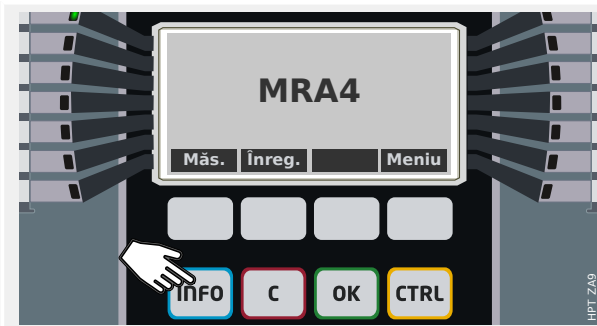 MRA4
Măs. Înreg. Meniu
INFO C OK CTRL
HPT ZA9